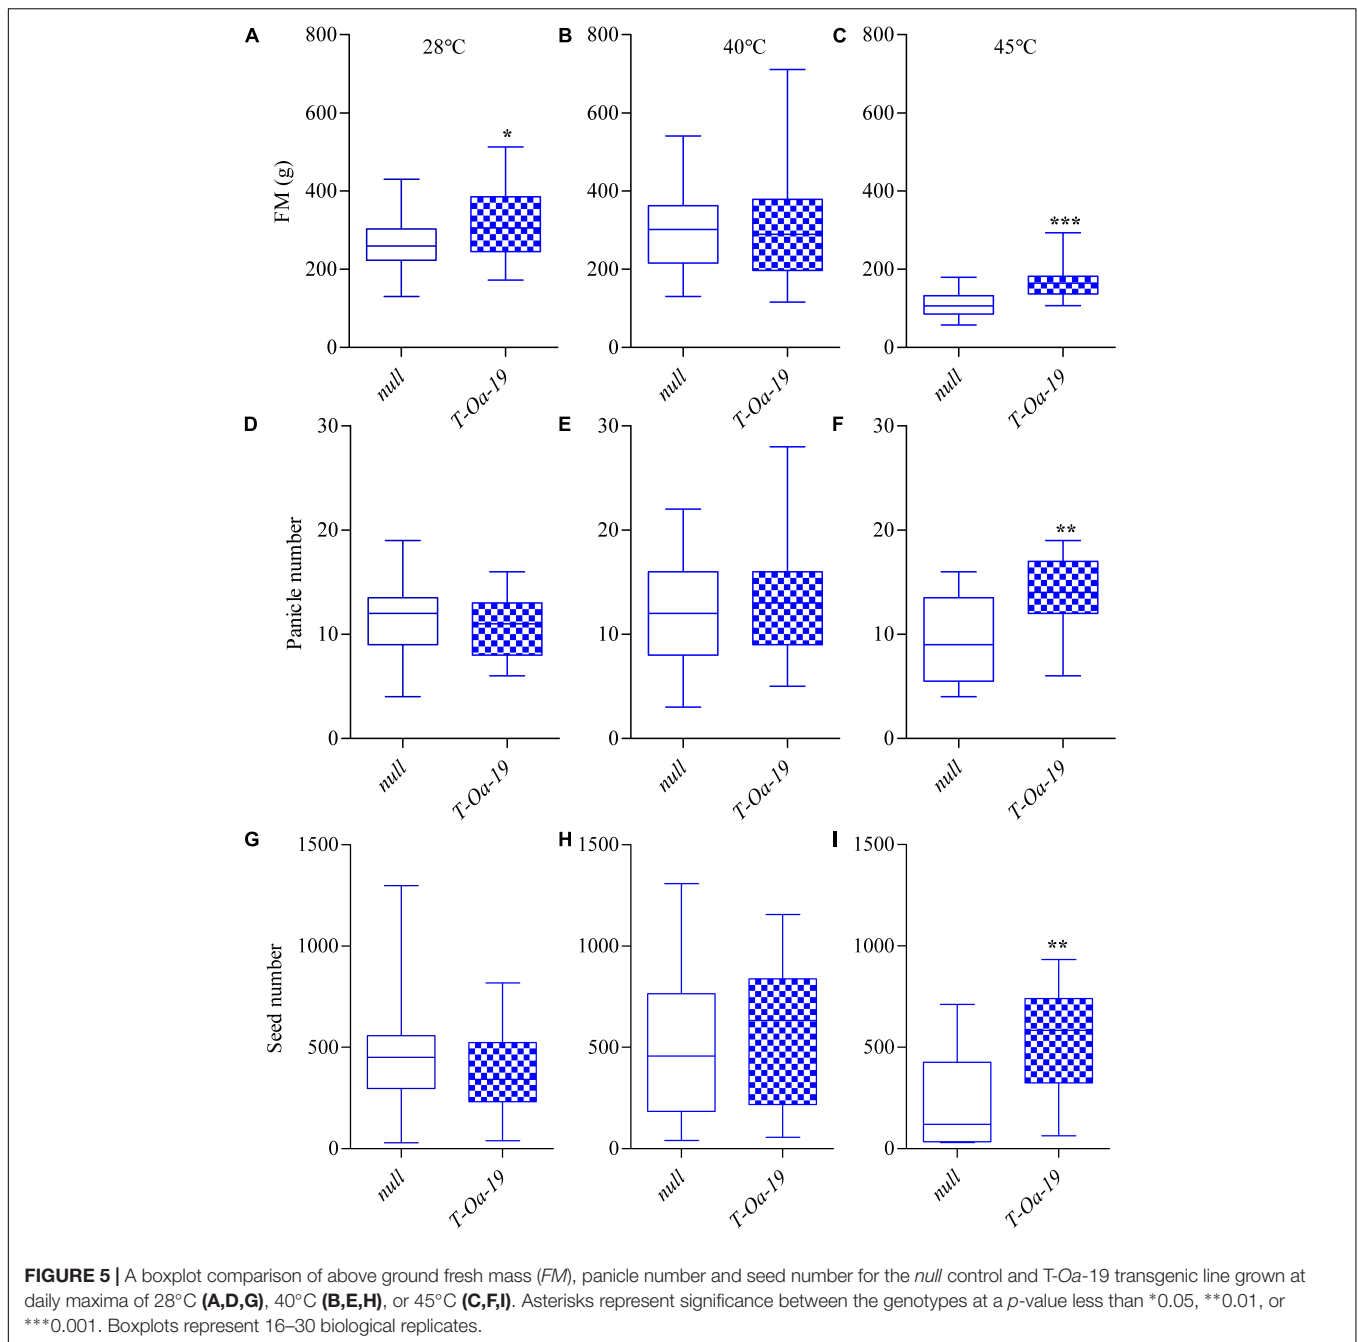 A
B
C
28°C
40°C
45°C
800
600
400
200
0
FM (g)
*
null
T-Oa-19
800
600
400
200
0
null
T-Oa-19
800
600
400
200
0
***
null
T-Oa-19
D
30
20
10
0
Panicle number
null
T-Oa-19
E
30
20
10
0
null
T-Oa-19
F
30
20
10
0
**
null
T-Oa-19
G
1500
1000
500
0
Seed number
null
T-Oa-19
H
1500
1000
500
0
null
T-Oa-19
I
1500
1000
500
0
**
null
T-Oa-19
FIGURE 5 | A boxplot comparison of above ground fresh mass (FM), panicle number and seed number for the null control and T-Oa-19 transgenic line grown at
daily maxima of 28°C (A,D,G), 40°C (B,E,H), or 45°C (C,F,I). Asterisks represent significance between the genotypes at a p-value less than *0.05, **0.01, or
***0.001. Boxplots represent 16–30 biological replicates.